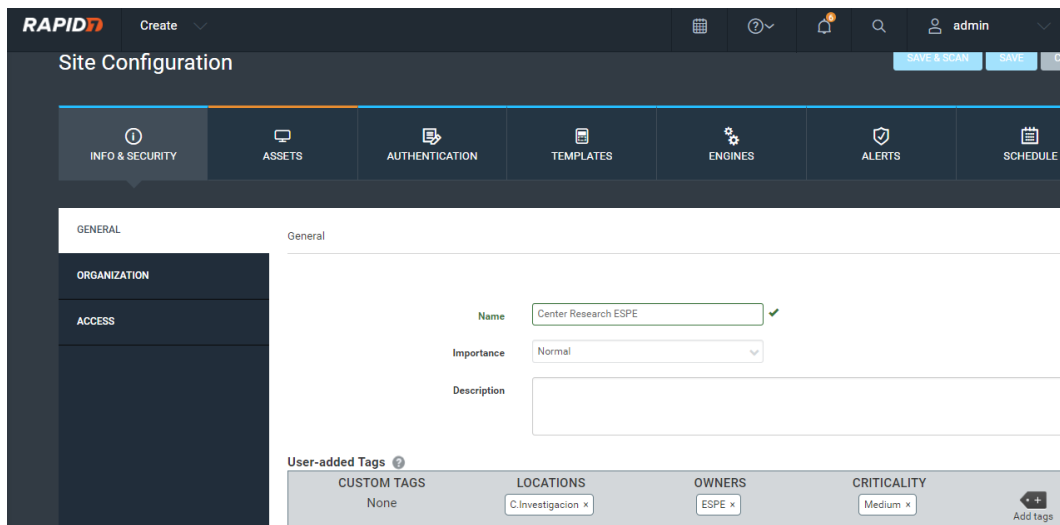 RAPID7 Create 6 admin
Site Configuration SAVE & SCAN SAVE
INFO & SECURITY ASSETS AUTHENTICATION TEMPLATES ENGINES ALERTS SCHEDULE
GENERAL
General
ORGANIZATION
ACCESS
Name Center Research ESPE
Importance Normal
Description
User-added Tags ?
CUSTOM TAGS LOCATIONS OWNERS CRITICALITY
None C.Investigacion × ESPE × Medium ×
Add tags